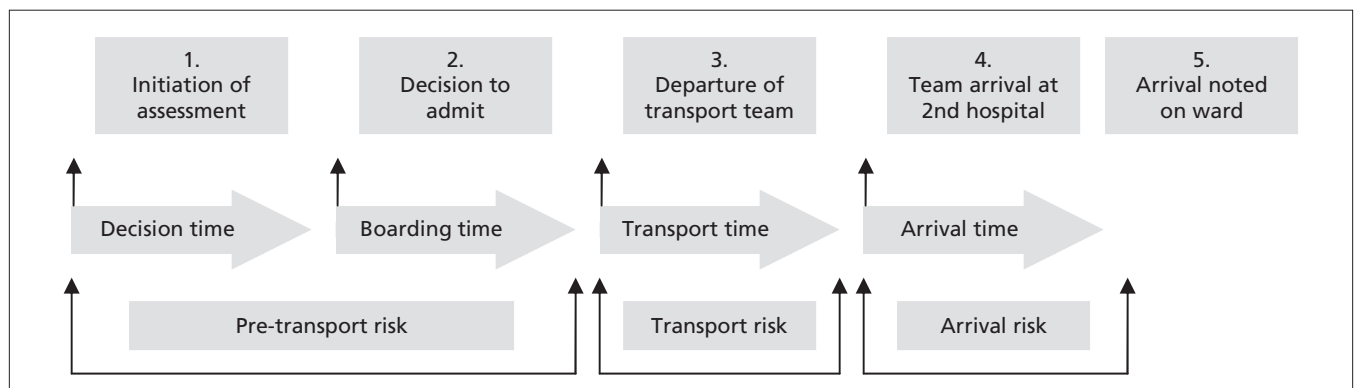 1.
Initiation of
assessment
2.
Decision to
admit
3.
Departure of
transport team
4.
Team arrival at
2nd hospital
5.
Arrival noted
on ward
Decision time
Boarding time
Transport time
Arrival time
Pre-transport risk
Transport risk
Arrival risk